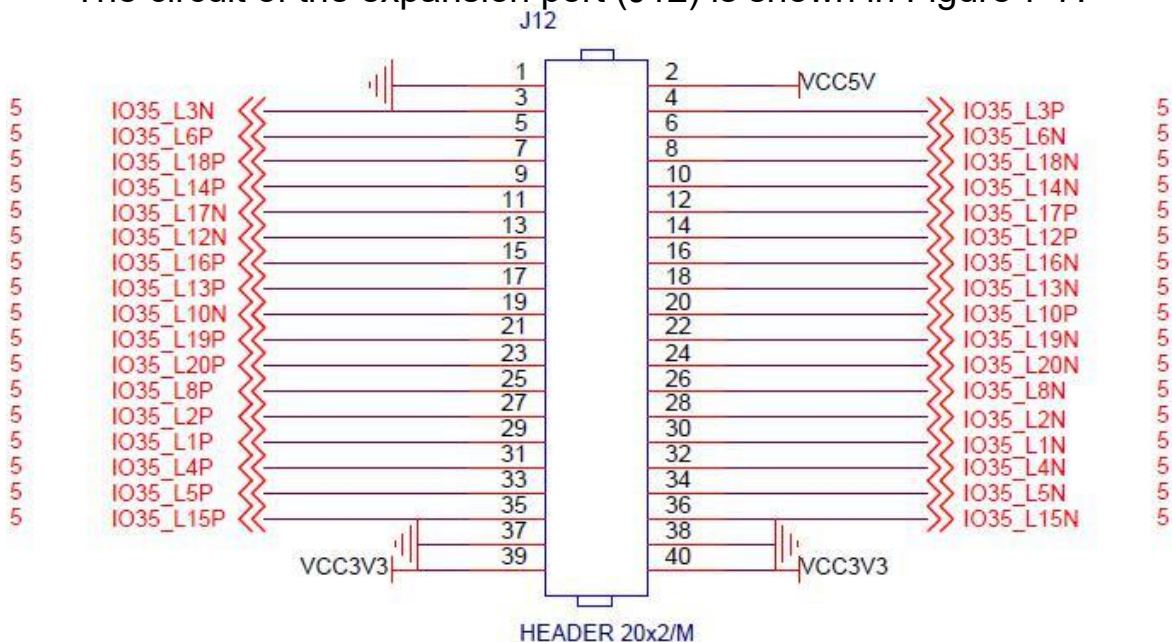 The circuit of the expansion port (J12) is shown in Figure
J12
1 2 VCC5V
5 IO35_L3N 3 4 IO35_L3P 5
5 IO35_L6P 5 6 IO35_L6N 5
5 IO35_L18P 7 8 IO35_L18N 5
5 IO35_L14P 9 10 IO35_L14N 5
5 IO35_L17N 11 12 IO35_L17P 5
5 IO35_L12N 13 14 IO35_L12P 5
5 IO35_L16P 15 16 IO35_L16N 5
5 IO35_L13P 17 18 IO35_L13N 5
5 IO35_L10N 19 20 IO35_L10P 5
5 IO35_L19P 21 22 IO35_L19N 5
5 IO35_L20P 23 24 IO35_L20N 5
5 IO35_L8P 25 26 IO35_L8N 5
5 IO35_L2P 27 28 IO35_L2N 5
5 IO35_L1P 29 30 IO35_L1N 5
5 IO35_L4P 31 32 IO35_L4N 5
5 IO35_L5P 33 34 IO35_L5N 5
5 IO35_L15P 35 36 IO35_L15N 5
37 38
VCC3V3 39 40 VCC3V3
HEADER 20x2/M